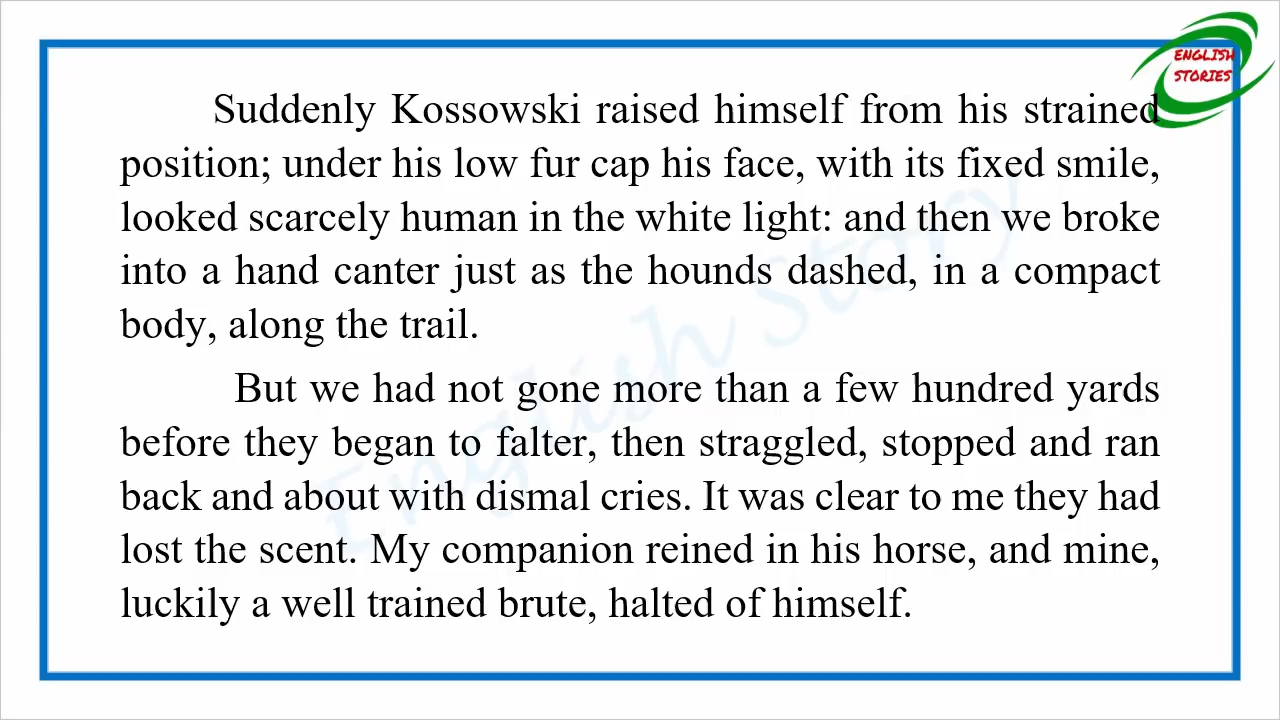 ENGLISH
STORIES
Suddenly Kossowski raised himself from his strained
position; under his low fur cap his face, with its fixed smile,
looked scarcely human in the white light: and then we broke
into a hand canter just as the hounds dashed, in a compact
body, along the trail.
But we had not gone more than a few hundred yards
before they began to falter, then straggled, stopped and ran
back and about with dismal cries. It was clear to me they had
lost the scent. My companion reined in his horse, and mine,
luckily a well trained brute, halted of himself.
English Story